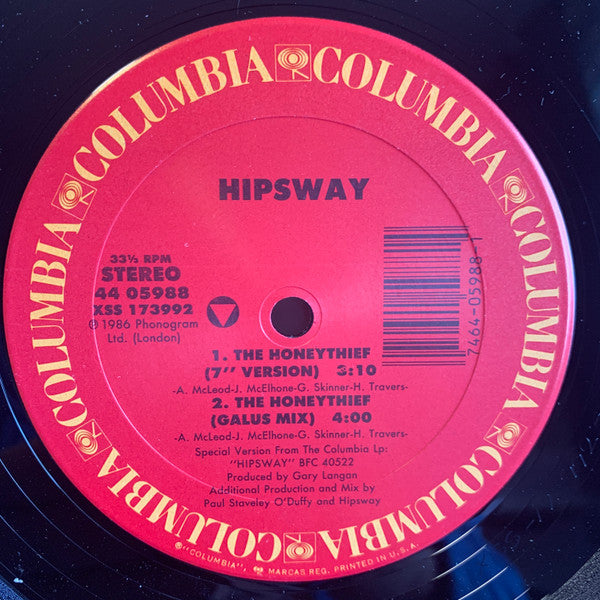 COLUMBIA COLUMBIA COLUMBIA COLUMBIA COLUMBIA COLUMBIA
HIPSWAY
33⅓ RPM
STEREO
44 05988
XSS 173992
℗ 1986 Phonogram
Ltd. (London)
7464-05988-1
1. THE HONEYTHIEF
(7'' VERSION) 3:10
-A. McLeod-J. McElhone-G. Skinner-H. Travers-
2. THE HONEYTHIEF
(GALUS MIX) 4:00
-A. McLeod-J. McElhone-G. Skinner-H. Travers-
Special Version From The Columbia Lp:
"HIPSWAY" BFC 40522
Produced by Gary Langan
Additional Production and Mix by
Paul Staveley O'Duffy and Hipsway
®"COLUMBIA", MARCAS REG. PRINTED IN U.S.A.